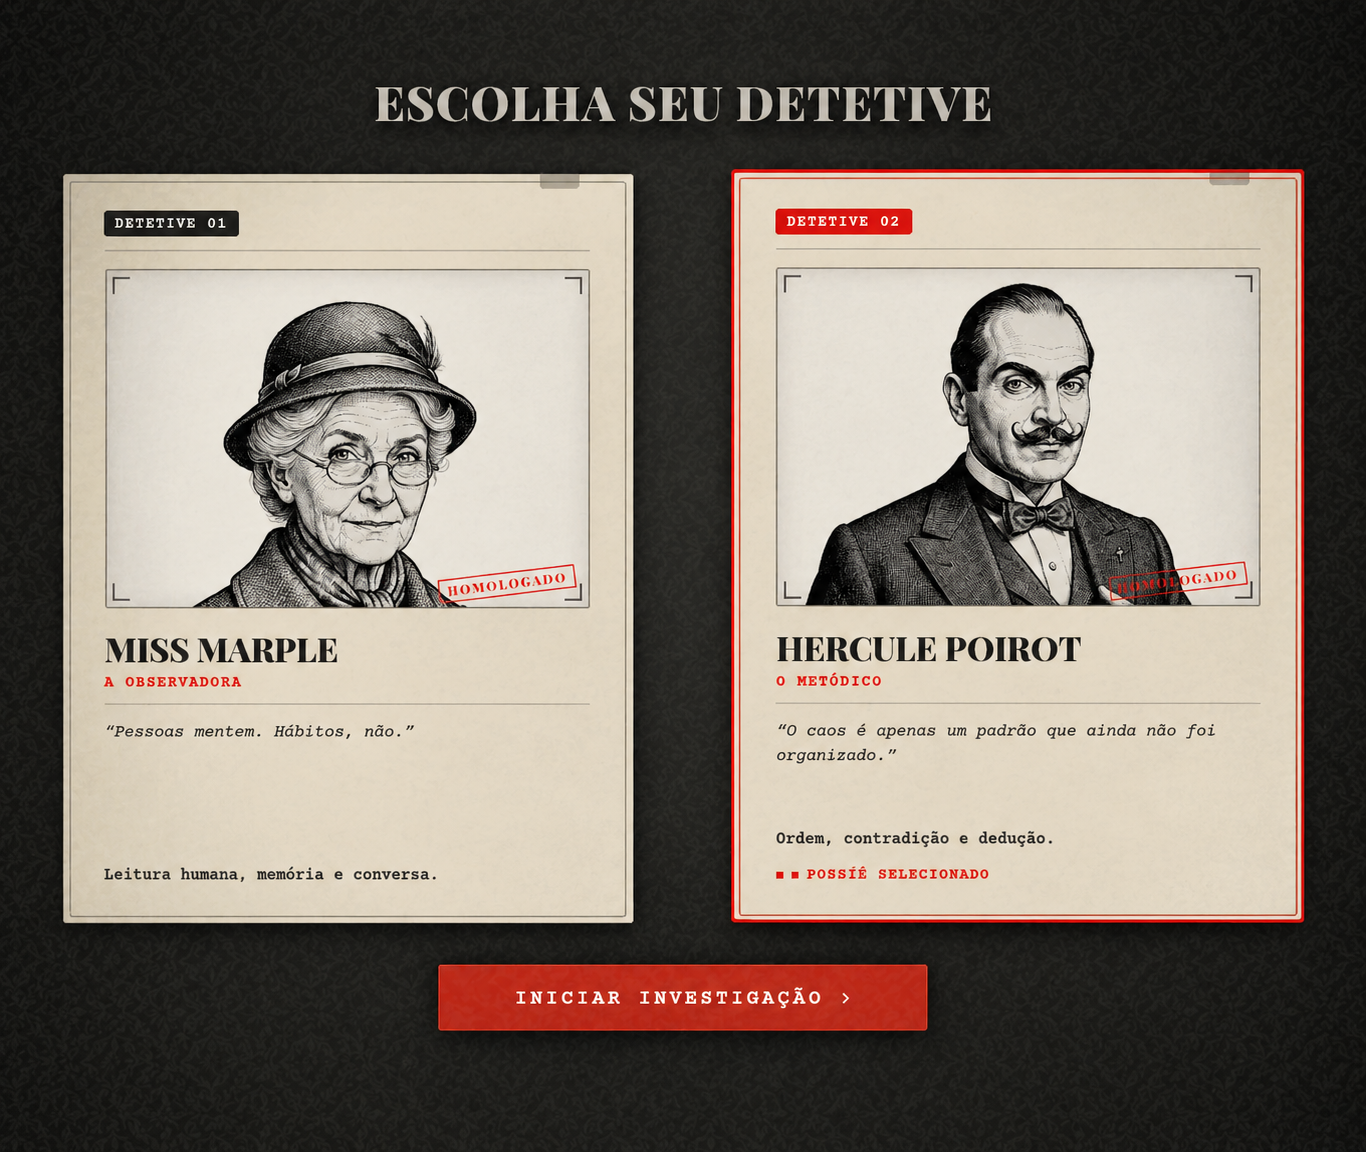 ESCOLHA SEU DETETIVE
DETETIVE 01
HOMOLOGADO
MISS MARPLE
A OBSERVADORA
“Pessoas mentem. Hábitos, não.”
Leitura humana, memória e conversa.
DETETIVE 02
HOMOLOGADO
HERCULE POIROT
O METÓDICO
“O caos é apenas um padrão que ainda não foi
organizado.”
Ordem, contradição e dedução.
POSSÍÊ SELECIONADO
INICIAR INVESTIGAÇÃO ›